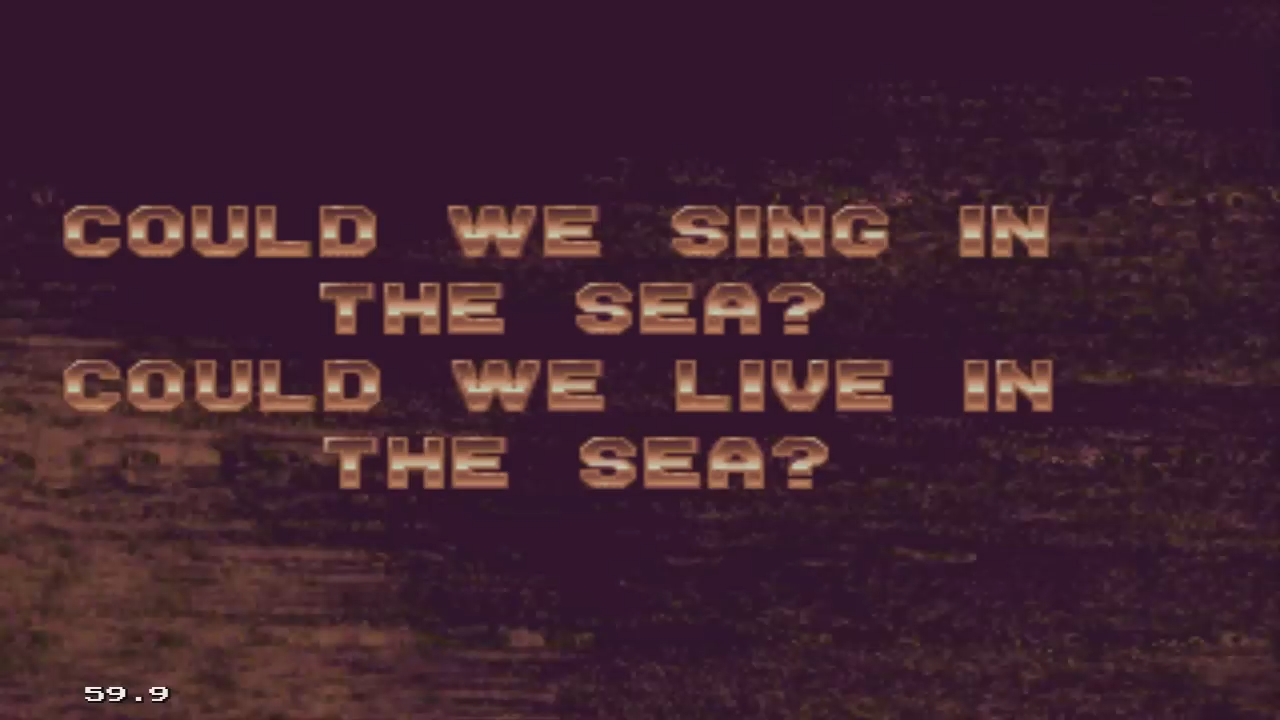 COULD WE SING IN
THE SEA?
COULD WE LIVE IN
THE SEA?
59.9